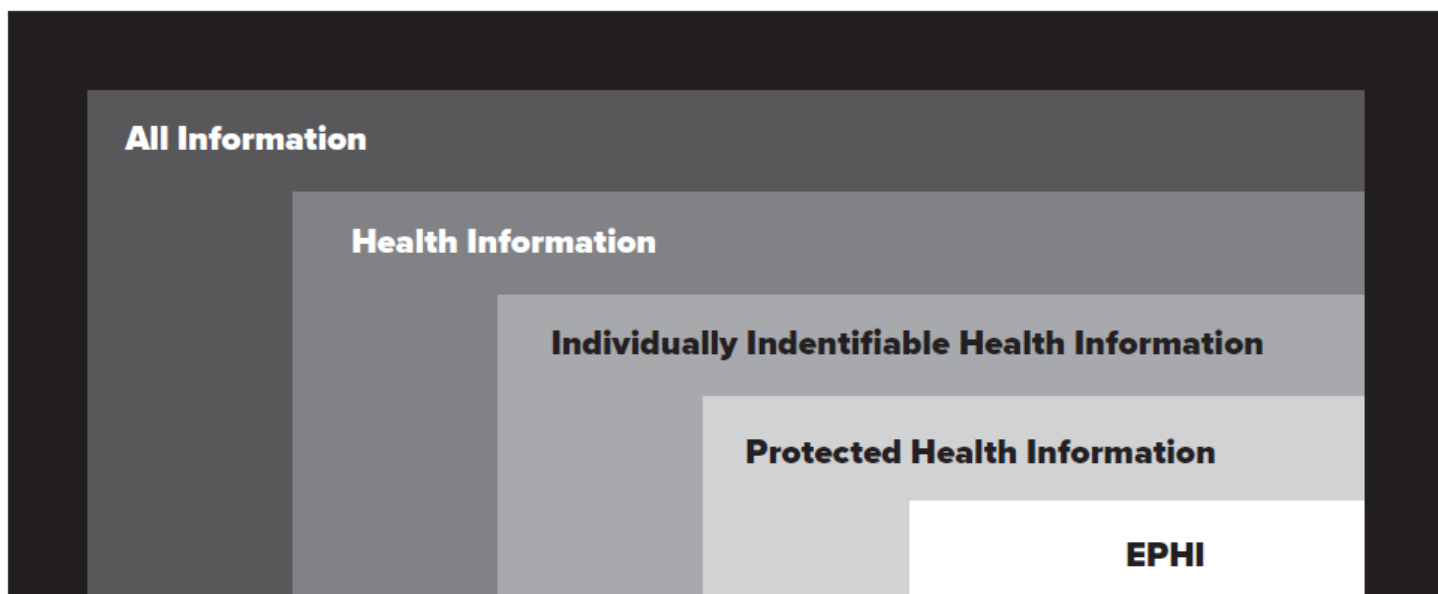 All Information
Health Information
Individually Indentifiable Health Information
Protected Health Information
EPHI